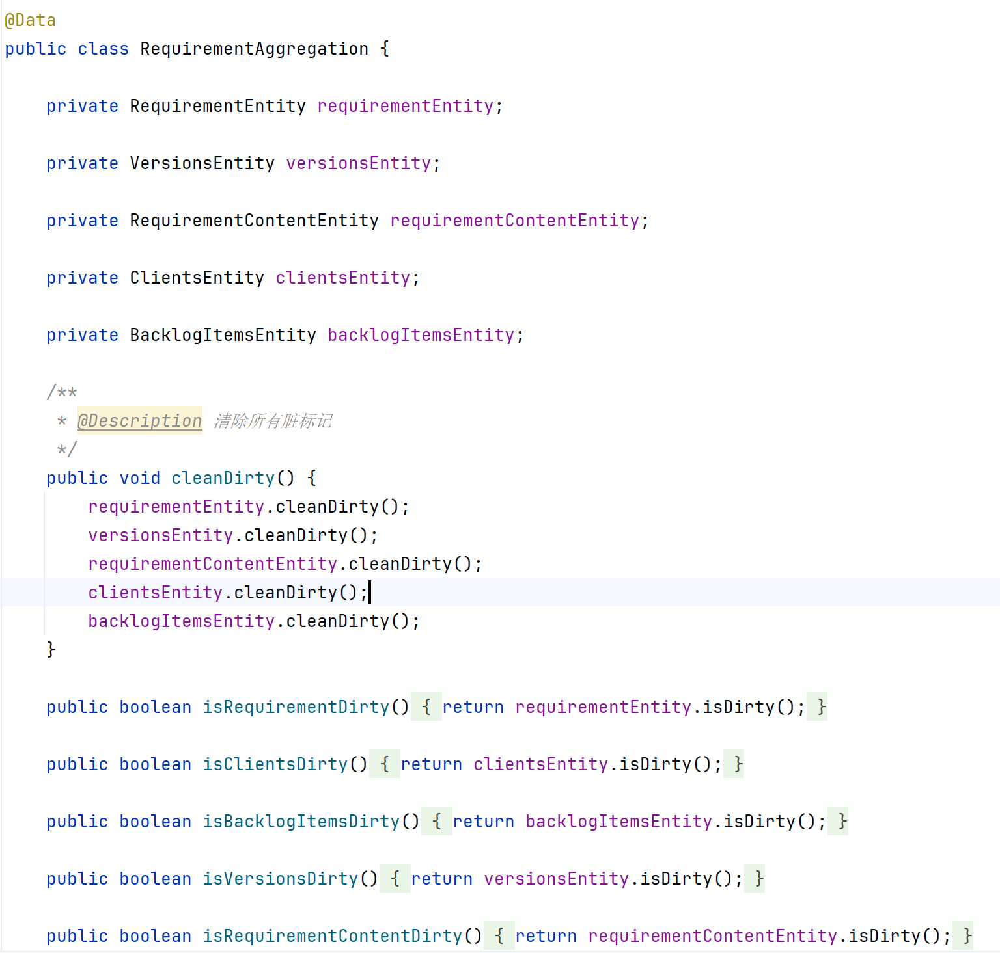 @Data
public class RequirementAggregation {
private RequirementEntity requirementEntity;
private VersionsEntity versionsEntity;
private RequirementContentEntity requirementContentEntity;
private ClientsEntity clientsEntity;
private BacklogItemsEntity backlogItemsEntity;
/**
* @Description 清除所有脏标记
*/
public void cleanDirty() {
requirementEntity.cleanDirty();
versionsEntity.cleanDirty();
requirementContentEntity.cleanDirty();
clientsEntity.cleanDirty();
backlogItemsEntity.cleanDirty();
}
public boolean isRequirementDirty() { return requirementEntity.isDirty(); }
public boolean isClientsDirty() { return clientsEntity.isDirty(); }
public boolean isBacklogItemsDirty() { return backlogItemsEntity.isDirty(); }
public boolean isVersionsDirty() { return versionsEntity.isDirty(); }
public boolean isRequirementContentDirty() { return requirementContentEntity.isDirty(); }